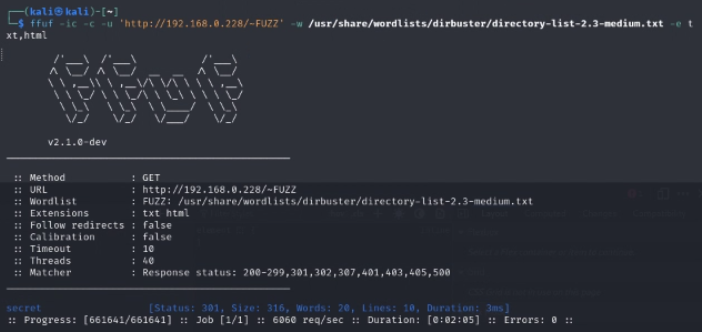 ┌──(kali㉿kali)-[~]
└─$ ffuf -ic -c -u 'http://192.168.0.228/~FUZZ' -w /usr/share/wordlists/dirbuster/directory-list-2.3-medium.txt -e t
xt,html
v2.1.0-dev
:: Method : GET
:: URL : http://192.168.0.228/~FUZZ
:: Wordlist : FUZZ: /usr/share/wordlists/dirbuster/directory-list-2.3-medium.txt
:: Extensions : txt html
:: Follow redirects : false
:: Calibration : false
:: Timeout : 10
:: Threads : 40
:: Matcher : Response status: 200-299,301,302,307,401,403,405,500
secret [Status: 301, Size: 316, Words: 20, Lines: 10, Duration: 3ms]
:: Progress: [661641/661641] :: Job [1/1] :: 6060 req/sec :: Duration: [0:02:05] :: Errors: 0 ::